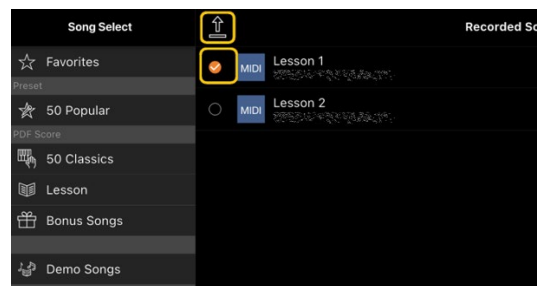 Song Select
Recorded So
Favorites
MIDI
Lesson 1
Preset
50 Popular
MIDI
Lesson 2
PDF Score
50 Classics
Lesson
Bonus Songs
Demo Songs